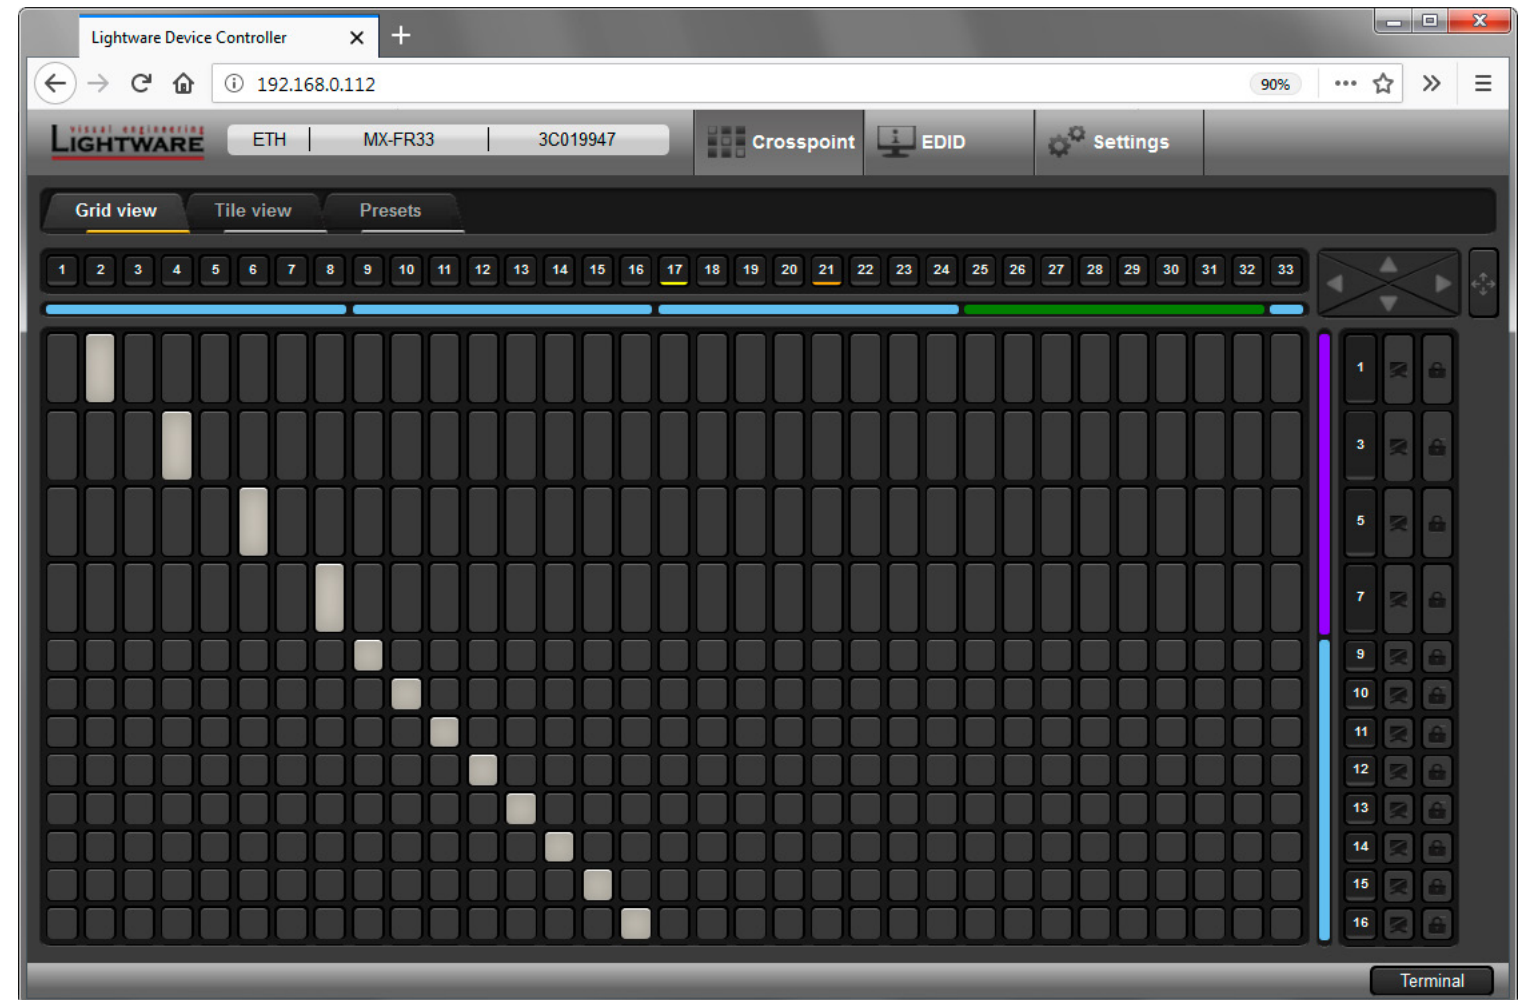 Lightware Device Controller
192.168.0.112
90%
visual engineering
LIGHTWARE
ETH | MX-FR33 | 3C019947
Crosspoint
EDID
Settings
Grid view
Tile view
Presets
1 2 3 4 5 6 7 8 9 10 11 12 13 14 15 16 17 18 19 20 21 22 23 24 25 26 27 28 29 30 31 32 33
1
3
5
7
9
10
11
12
13
14
15
16
Terminal